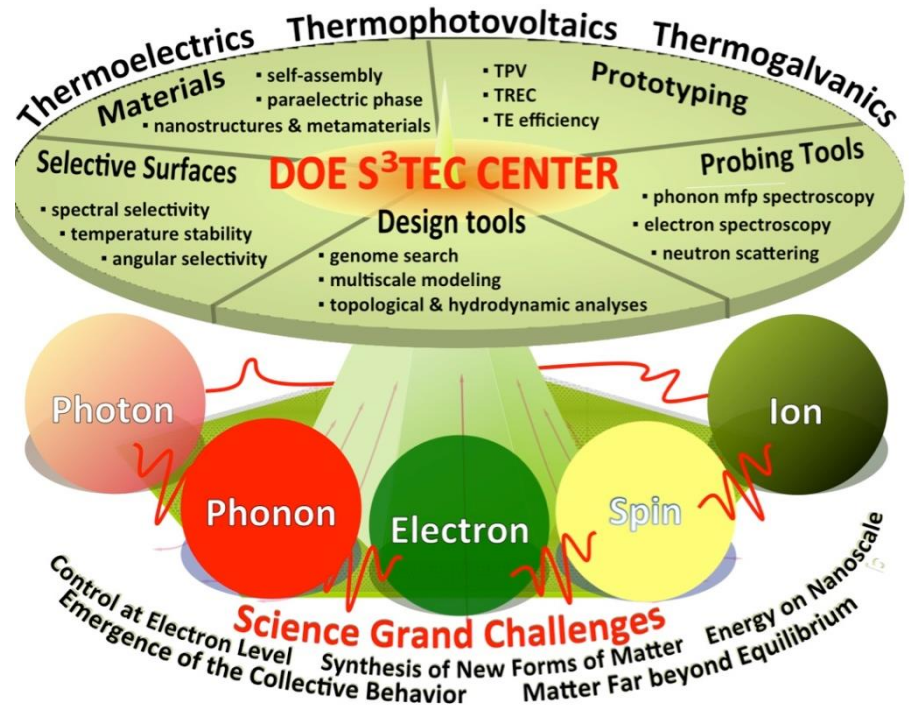 Thermoelectrics Thermophotovoltaics Thermogalvanics
Materials
▪ self-assembly
▪ paraelectric phase
▪ nanostructures & metamaterials
▪ TPV
▪ TREC
▪ TE efficiency
Prototyping
Selective Surfaces
▪ spectral selectivity
▪ temperature stability
▪ angular selectivity
DOE S³TEC CENTER
Probing Tools
▪ phonon mfp spectroscopy
▪ electron spectroscopy
▪ neutron scattering
Design tools
▪ genome search
▪ multiscale modeling
▪ topological & hydrodynamic analyses
Photon
Phonon
Electron
Spin
Ion
Science Grand Challenges
Control at Electron Level
Synthesis of New Forms of Matter
Energy on Nanoscale
Emergence of the Collective Behavior
Matter Far beyond Equilibrium